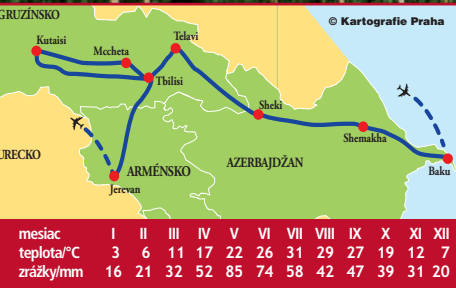 GRUZÍNSKO
© Kartografie Praha
Kutaisi
Mccheta
Telavi
Tbilisi
Sheki
Shemakha
Baku
URECKO
ARMÉNSKO
AZERBAJDŽAN
Jerevan
mesiac I II III IV V VI VII VIII IX X XI XII
teplota/°C 3 6 11 17 22 26 31 29 27 19 12 7
zrážky/mm 16 21 32 52 85 74 58 42 47 39 31 20